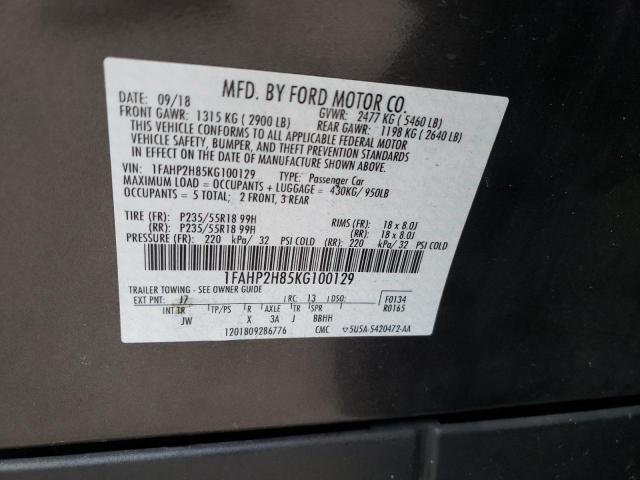 MFD. BY FORD MOTOR CO.
DATE: 09/18 GVWR: 2477 KG ( 5460 LB)
FRONT GAWR: 1315 KG ( 2900 LB) REAR GAWR: 1198 KG ( 2640 LB)
THIS VEHICLE CONFORMS TO ALL APPLICABLE FEDERAL MOTOR
VEHICLE SAFETY, BUMPER, AND THEFT PREVENTION STANDARDS
IN EFFECT ON THE DATE OF MANUFACTURE SHOWN ABOVE.
VIN: 1FAHP2H85KG100129 TYPE: Passenger Car
MAXIMUM LOAD = OCCUPANTS + LUGGAGE = 430KG/ 950LB
OCCUPANTS = 5 TOTAL; 2 FRONT, 3 REAR
TIRE (FR): P235/55R18 99H RIMS (FR): 18 x 8.0J
(RR): P235/55R18 99H (RR): 18 x 8.0J
PRESSURE (FR): 220 kPa/ 32 PSI COLD (RR): 220 kPa/ 32 PSI COLD
1FAHP2H85KG100129
TRAILER TOWING - SEE OWNER GUIDE
EXT PNT: J7 RC: 13 DSO: F0134
INT TR TP/PS R AXLE TR SPR R0165
JW X 3A J BBHH
1201809286776 CMC 5U5A-5420472-AA